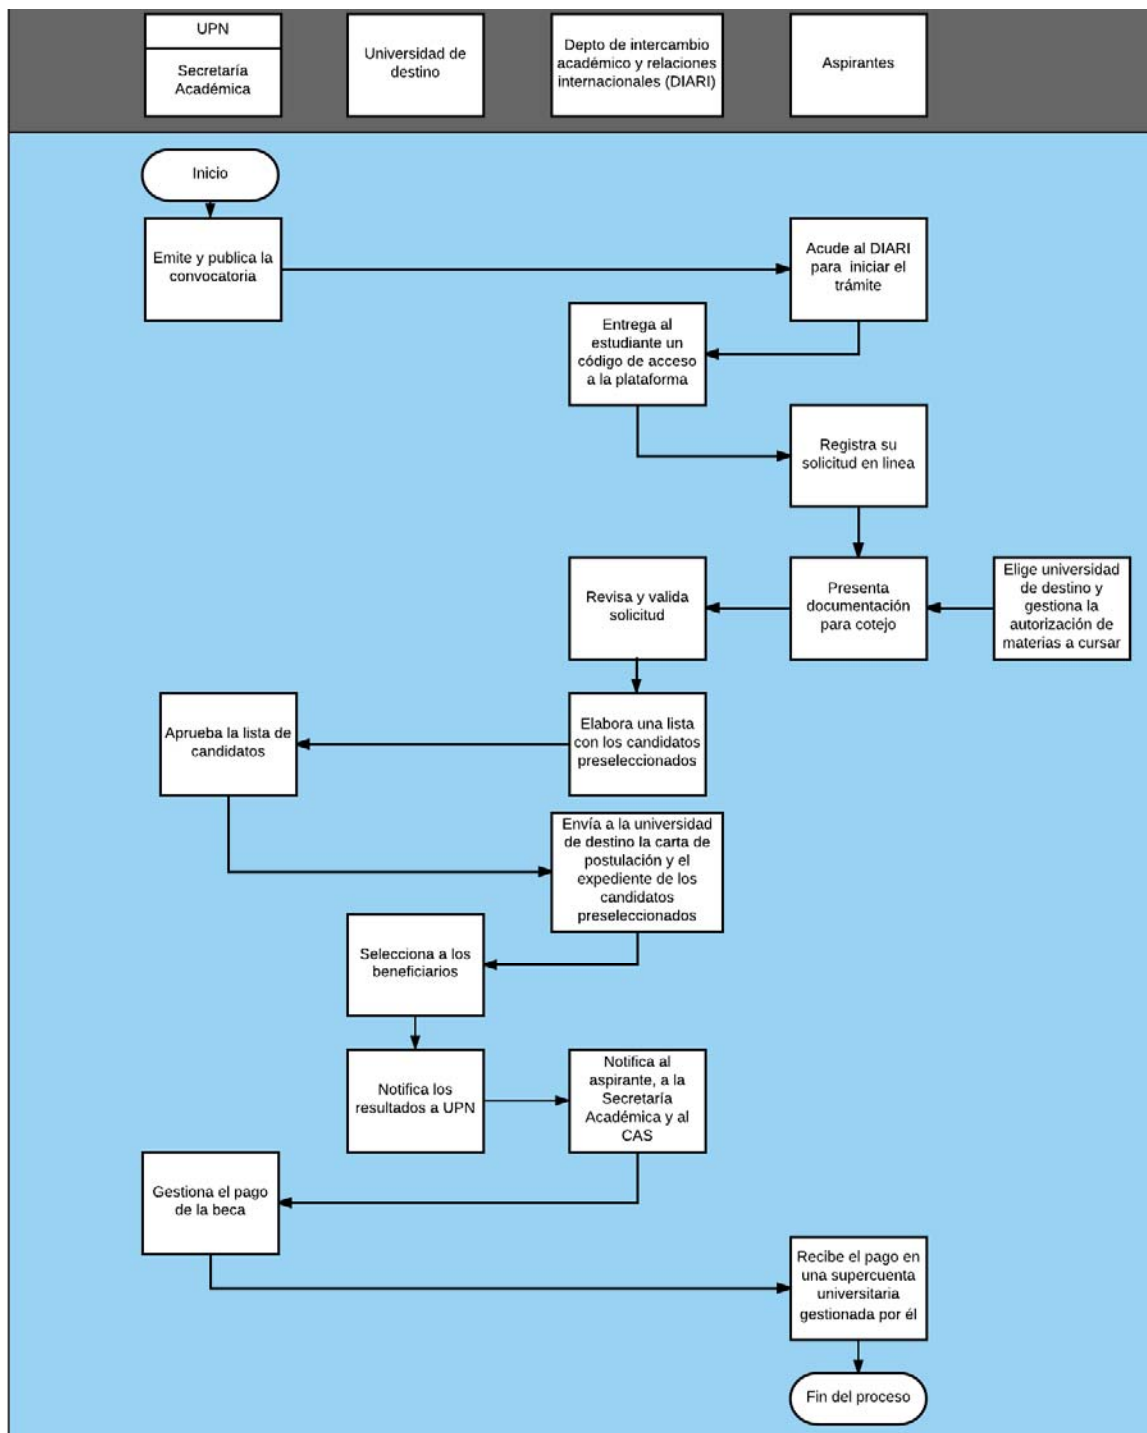 UPN
Secretaría
Académica
Universidad de
destino
Depto de intercambio
académico y relaciones
internacionales (DIARI)
Aspirantes
Inicio
Emite y publica la
convocatoria
Acude al DIARI
para iniciar el
trámite
Entrega al
estudiante un
código de acceso
a la plataforma
Registra su
solicitud en linea
Revisa y valida
solicitud
Presenta
documentación
para cotejo
Elige universidad
de destino y
gestiona la
autorización de
materias a cursar
Aprueba la lista de
candidatos
Elabora una lista
con los candidatos
preseleccionados
Envía a la universidad
de destino la carta de
postulación y el
expediente de los
candidatos
preseleccionados
Selecciona a los
beneficiarios
Notifica los
resultados a UPN
Notifica al
aspirante, a la
Secretaría
Académica y al
CAS
Gestiona el pago
de la beca
Recibe el pago en
una supercuenta
universitaria
gestionada por él
Fin del proceso